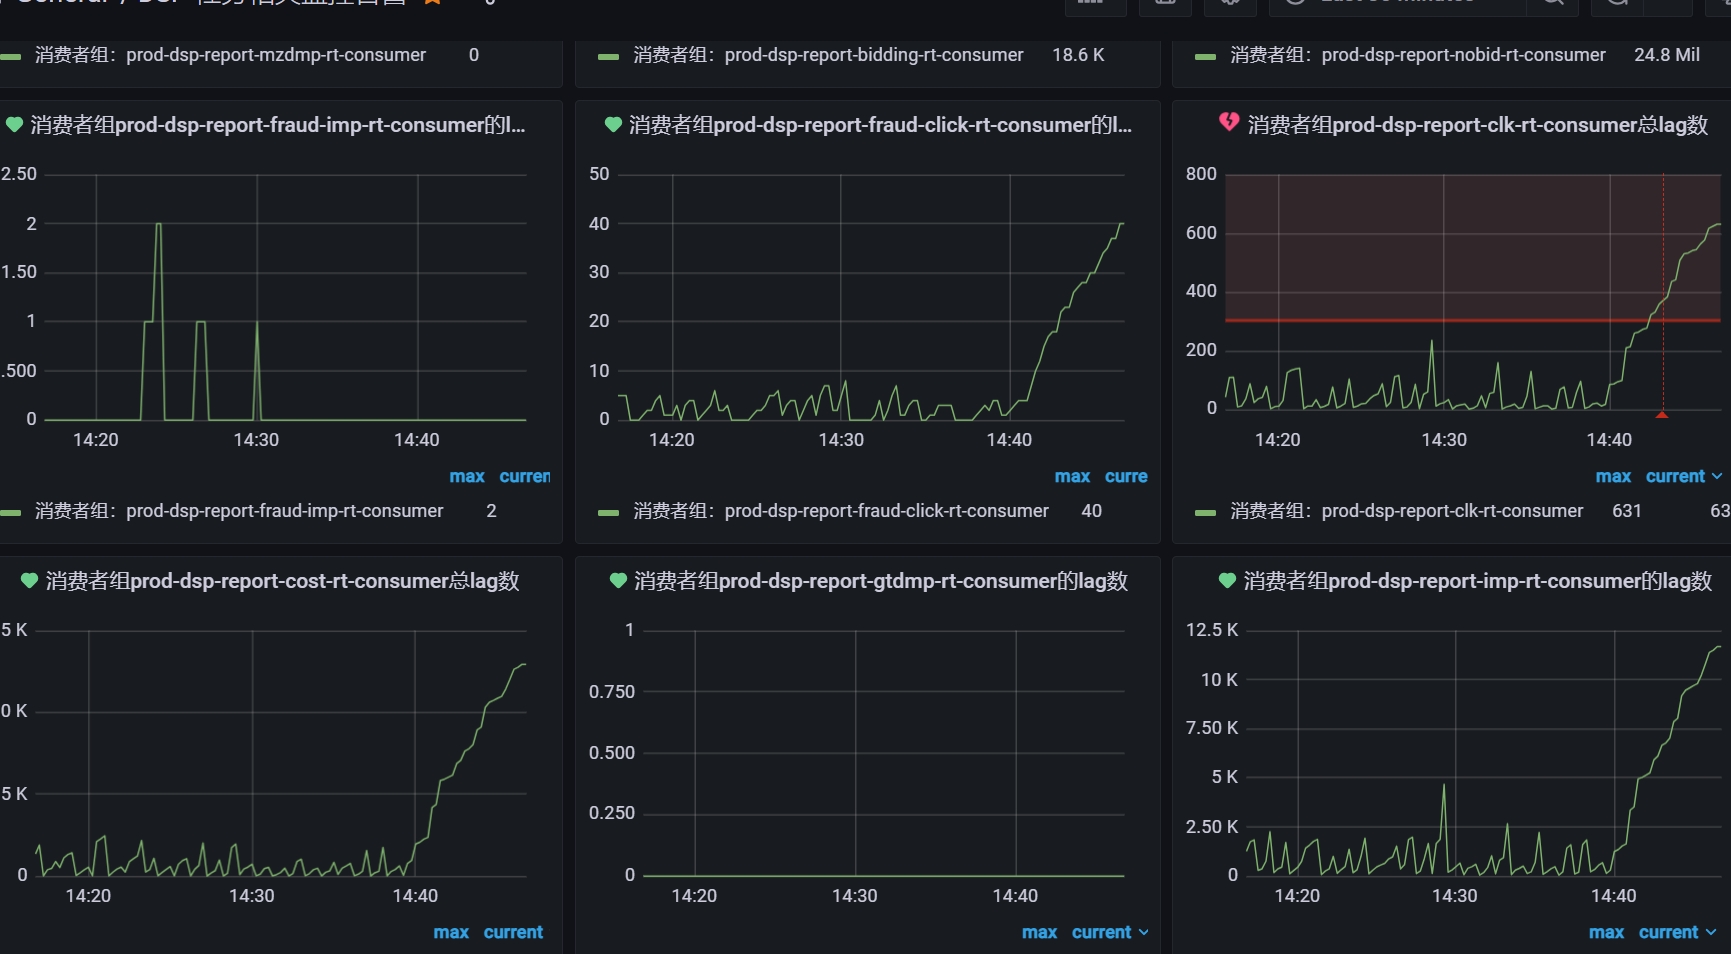 消费者组：prod-dsp-report-mzdmp-rt-consumer 0
消费者组：prod-dsp-report-bidding-rt-consumer 18.6 K
消费者组：prod-dsp-report-nobid-rt-consumer 24.8 Mil
消费者组prod-dsp-report-fraud-imp-rt-consumer的l...
2.50
2
1.50
1
.500
0
14:20 14:30 14:40
max curren
消费者组：prod-dsp-report-fraud-imp-rt-consumer 2
消费者组prod-dsp-report-fraud-click-rt-consumer的l...
50
40
30
20
10
0
14:20 14:30 14:40
max curre
消费者组：prod-dsp-report-fraud-click-rt-consumer 40
消费者组prod-dsp-report-clk-rt-consumer总lag数
800
600
400
200
0
14:20 14:30 14:40
max current
消费者组：prod-dsp-report-clk-rt-consumer 631 63
消费者组prod-dsp-report-cost-rt-consumer总lag数
5 K
0 K
5 K
0
14:20 14:30 14:40
max current
消费者组prod-dsp-report-gtdmp-rt-consumer的lag数
1
0.750
0.500
0.250
0
14:20 14:30 14:40
max current
消费者组prod-dsp-report-imp-rt-consumer的lag数
12.5 K
10 K
7.50 K
5 K
2.50 K
0
14:20 14:30 14:40
max current